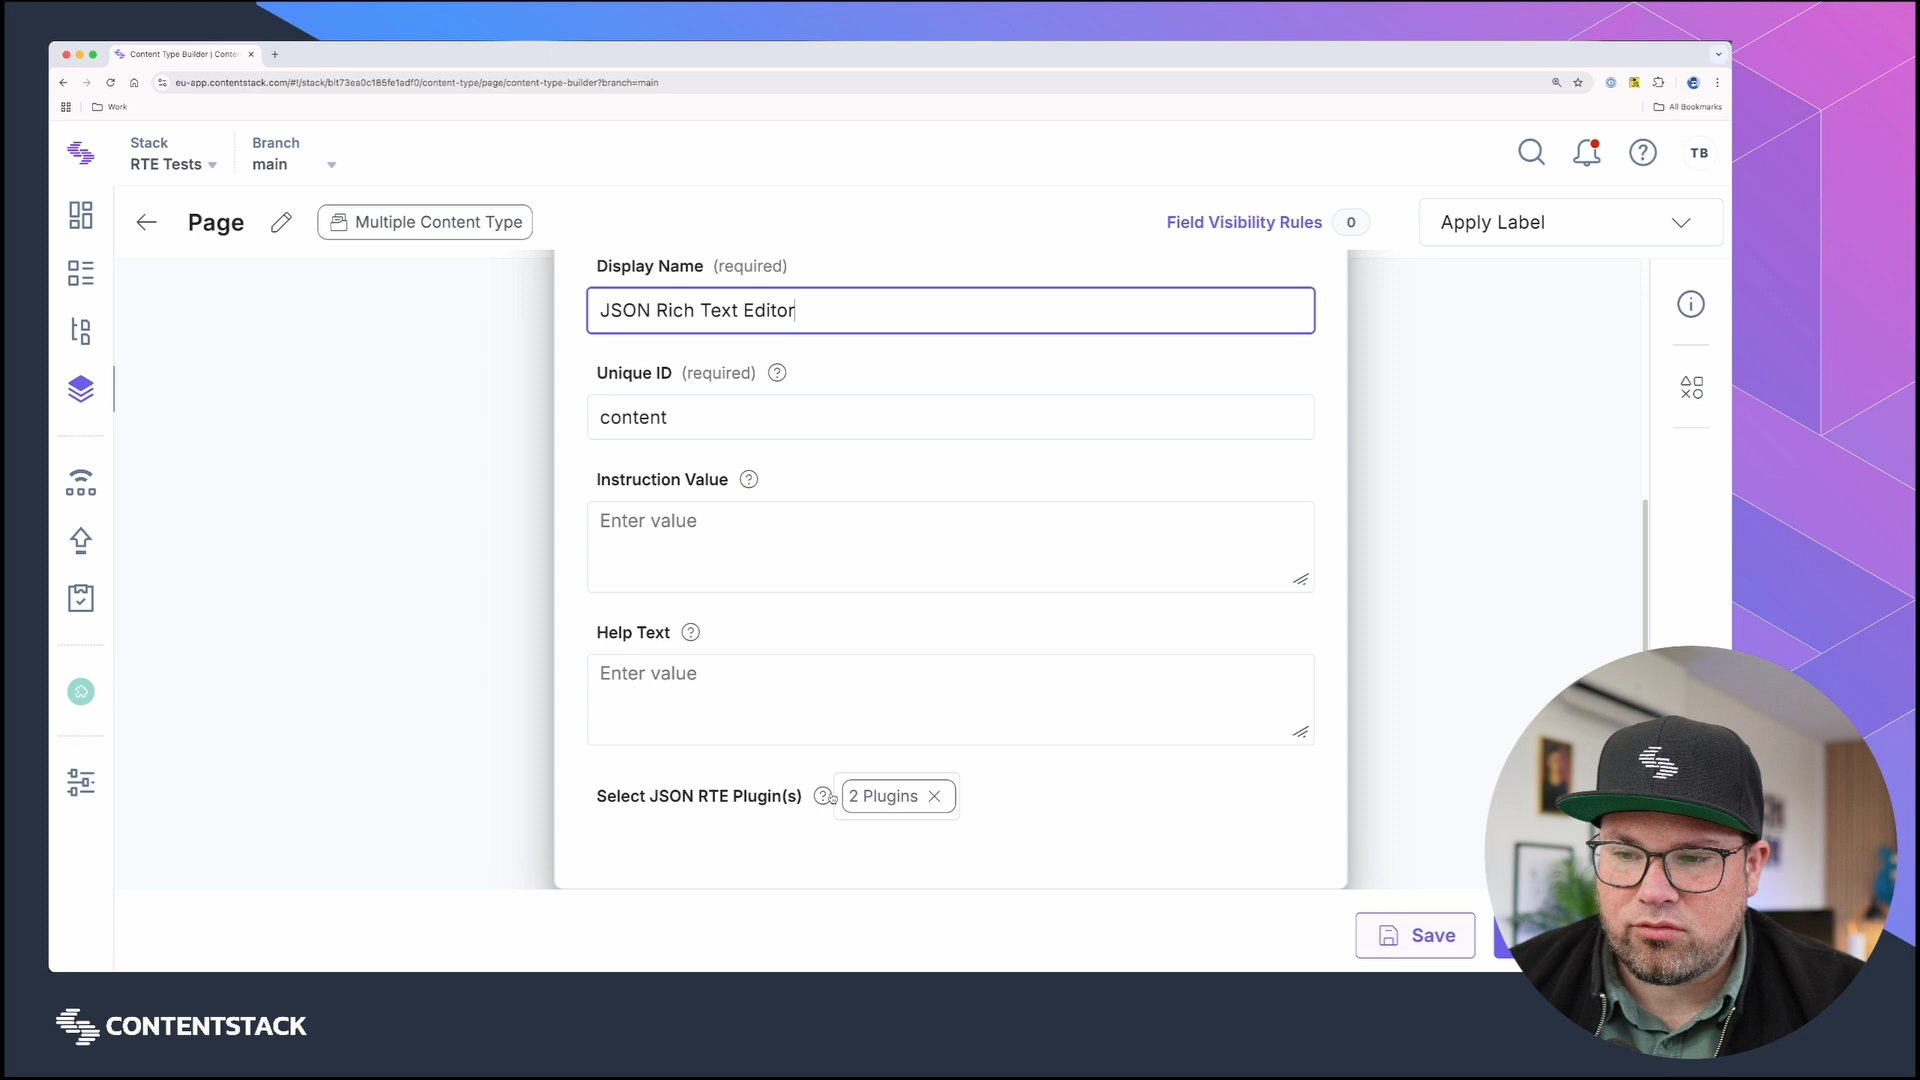 Content Type Builder | Conte
eu-app.contentstack.com/#!/stack/blt73ea0c185fe1adf0/content-type/page/content-type-builder?branch=main
Work
All Bookmarks
Stack
RTE Tests
Branch
main
TB
Page
Multiple Content Type
Field Visibility Rules 0
Apply Label
Display Name (required)
JSON Rich Text Editor
Unique ID (required)
content
Instruction Value
Enter value
Help Text
Enter value
Select JSON RTE Plugin(s)
2 Plugins
Save
CONTENTSTACK